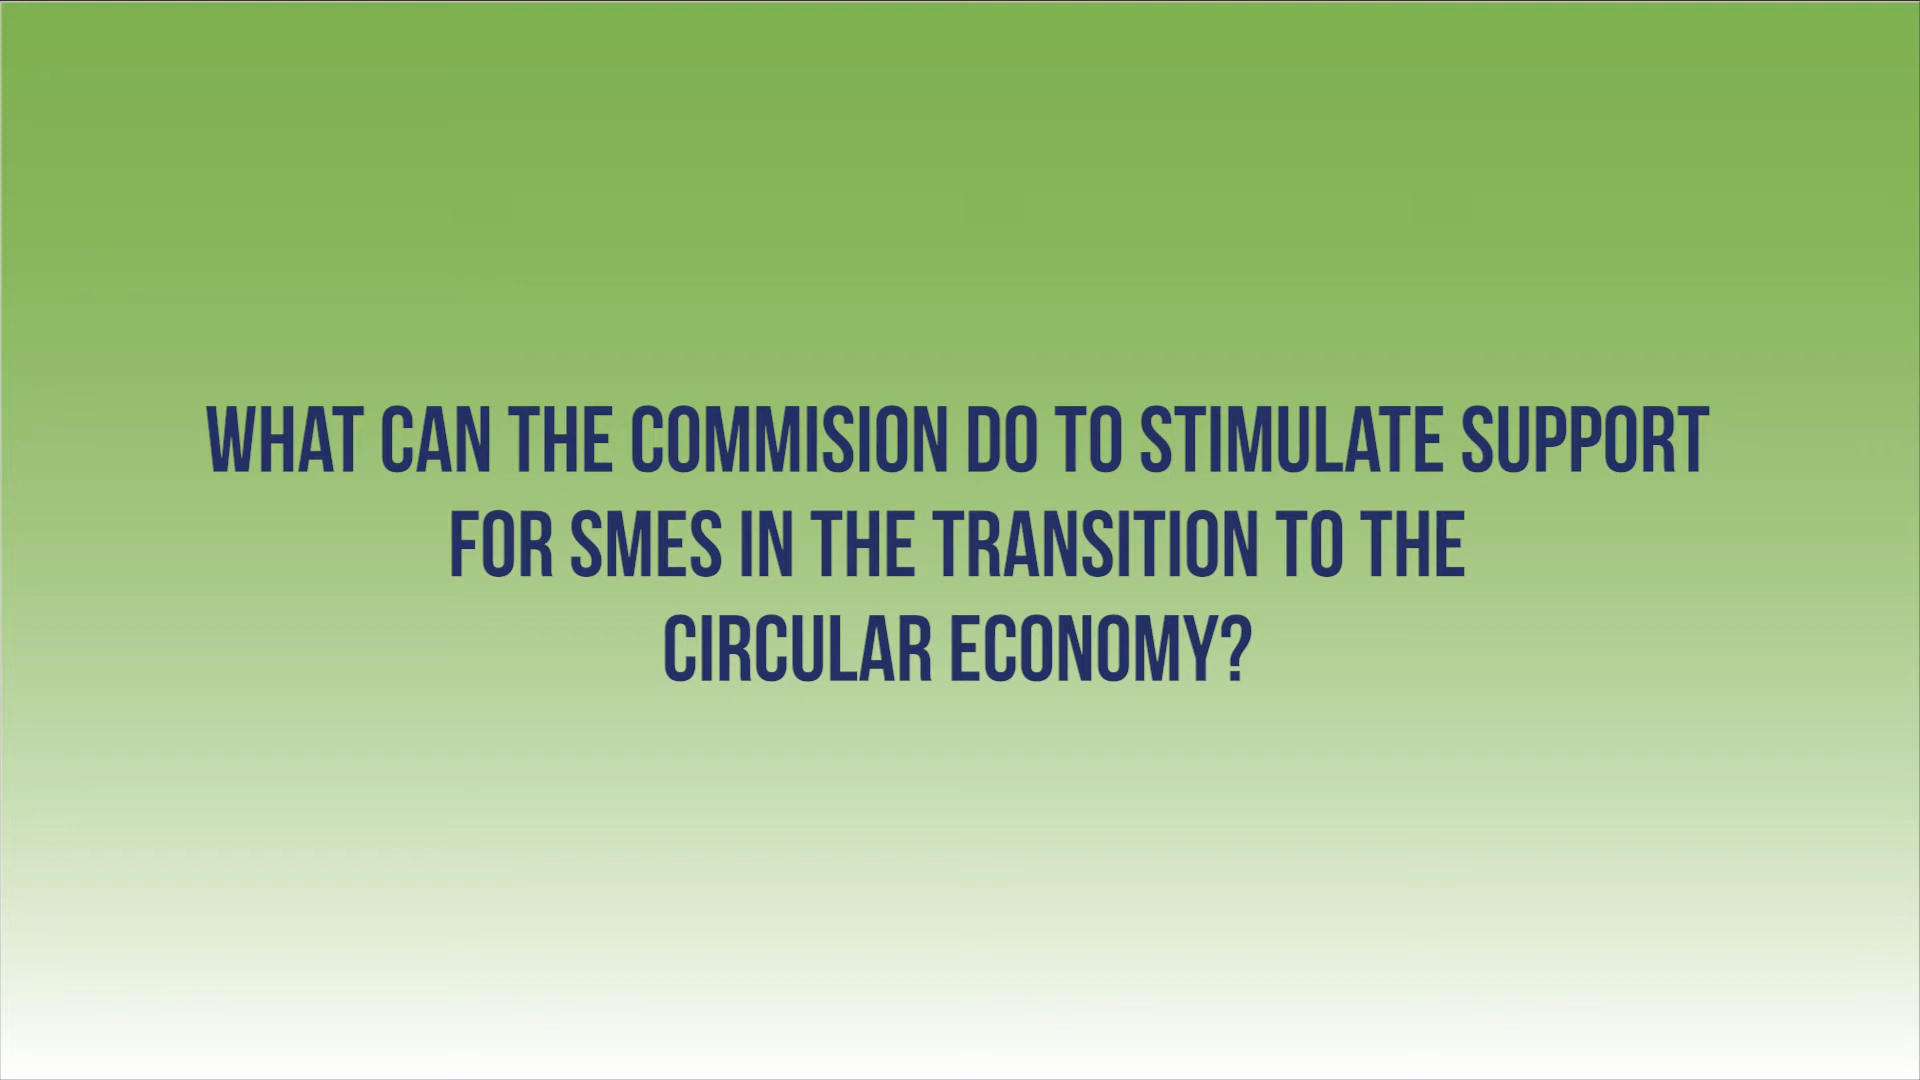 WHAT CAN THE COMMISION DO TO STIMULATE SUPPORT
FOR SMES IN THE TRANSITION TO THE
CIRCULAR ECONOMY?